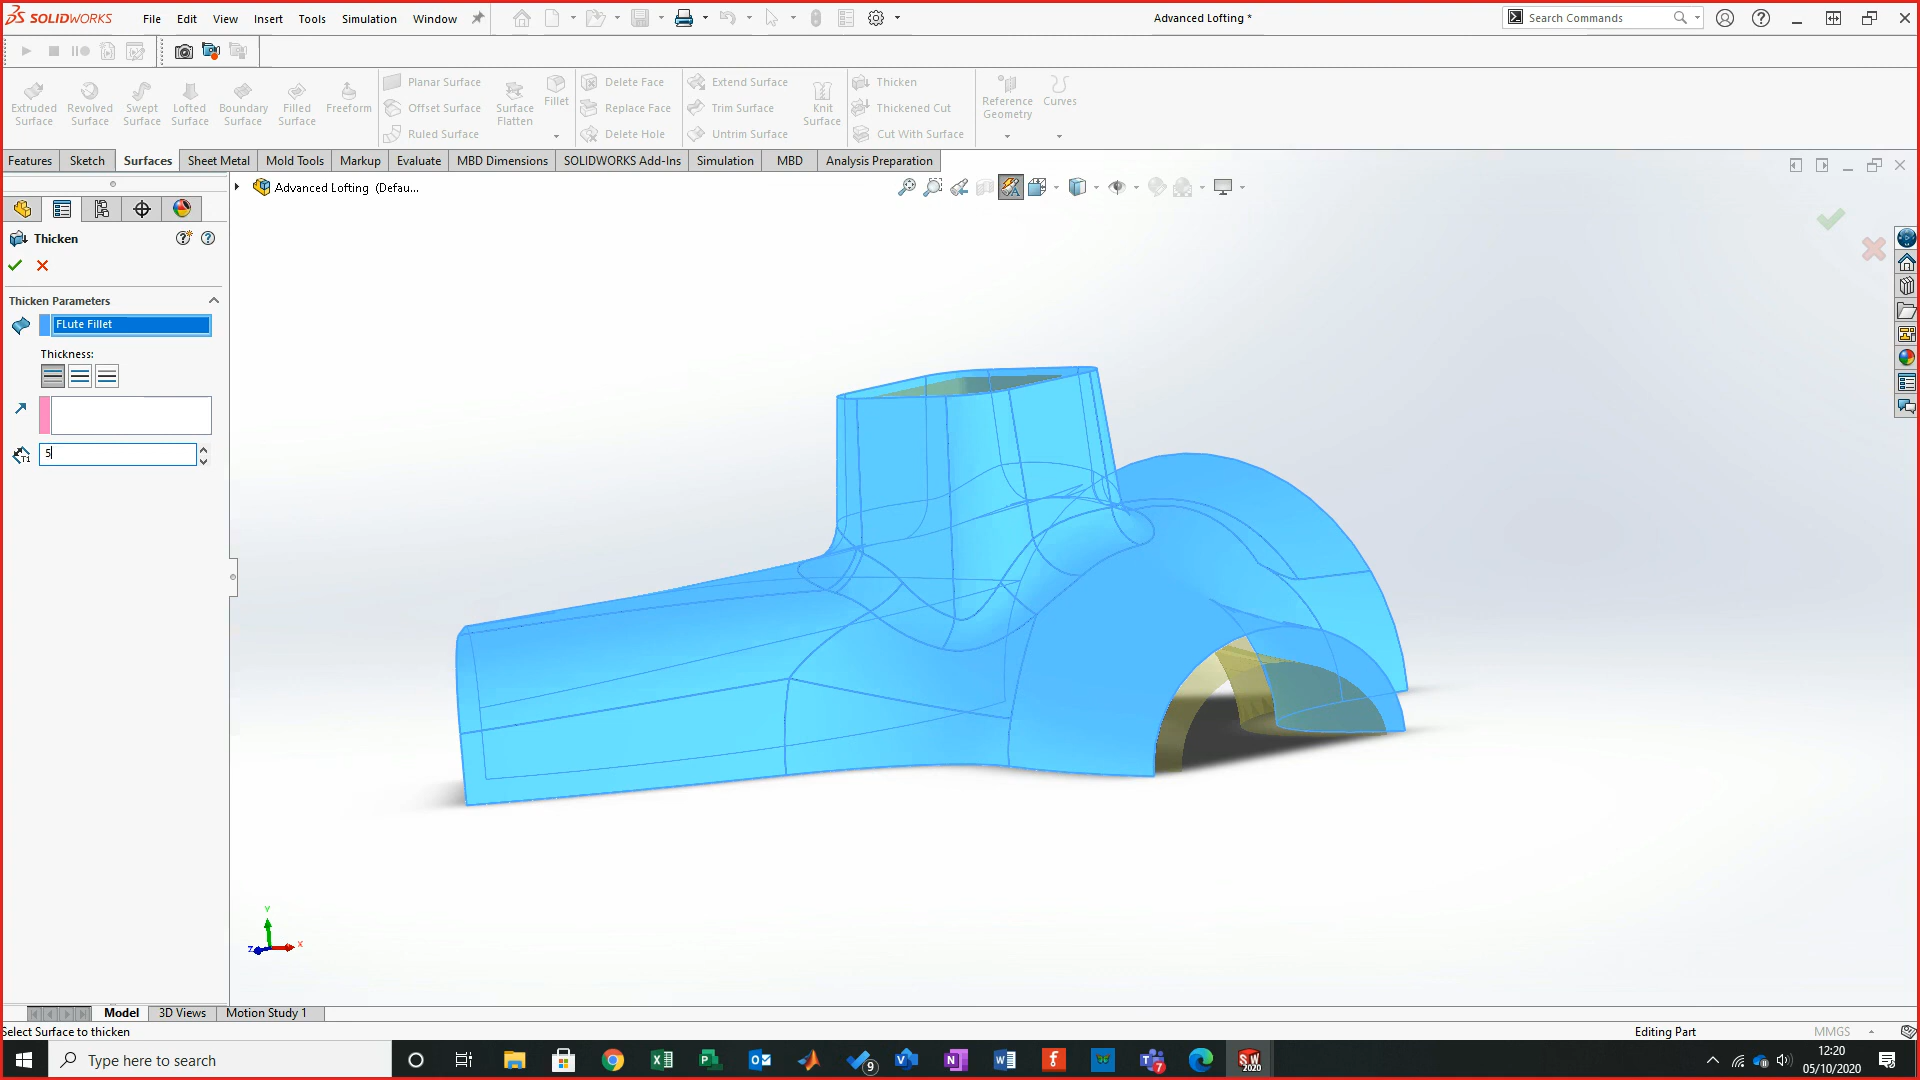 SOLIDWORKS File Edit View Insert Tools Simulation Window Advanced Lofting * Search Commands
Extruded Surface
Revolved Surface
Swept Surface
Lofted Surface
Boundary Surface
Filled Surface
Freeform
Planar Surface
Offset Surface
Ruled Surface
Surface Flatten
Fillet
Delete Face
Replace Face
Delete Hole
Extend Surface
Trim Surface
Untrim Surface
Knit Surface
Thicken
Thickened Cut
Cut With Surface
Reference Geometry
Curves
Features Sketch Surfaces Sheet Metal Mold Tools Markup Evaluate MBD Dimensions SOLIDWORKS Add-Ins Simulation MBD Analysis Preparation
Advanced Lofting (Defau...
Thicken
Thicken Parameters
FLute Fillet
Thickness:
5
Y
Z X
Model 3D Views Motion Study 1
Select Surface to thicken Editing Part MMGS
Type here to search
9
7
SW 2020
12:20
05/10/2020